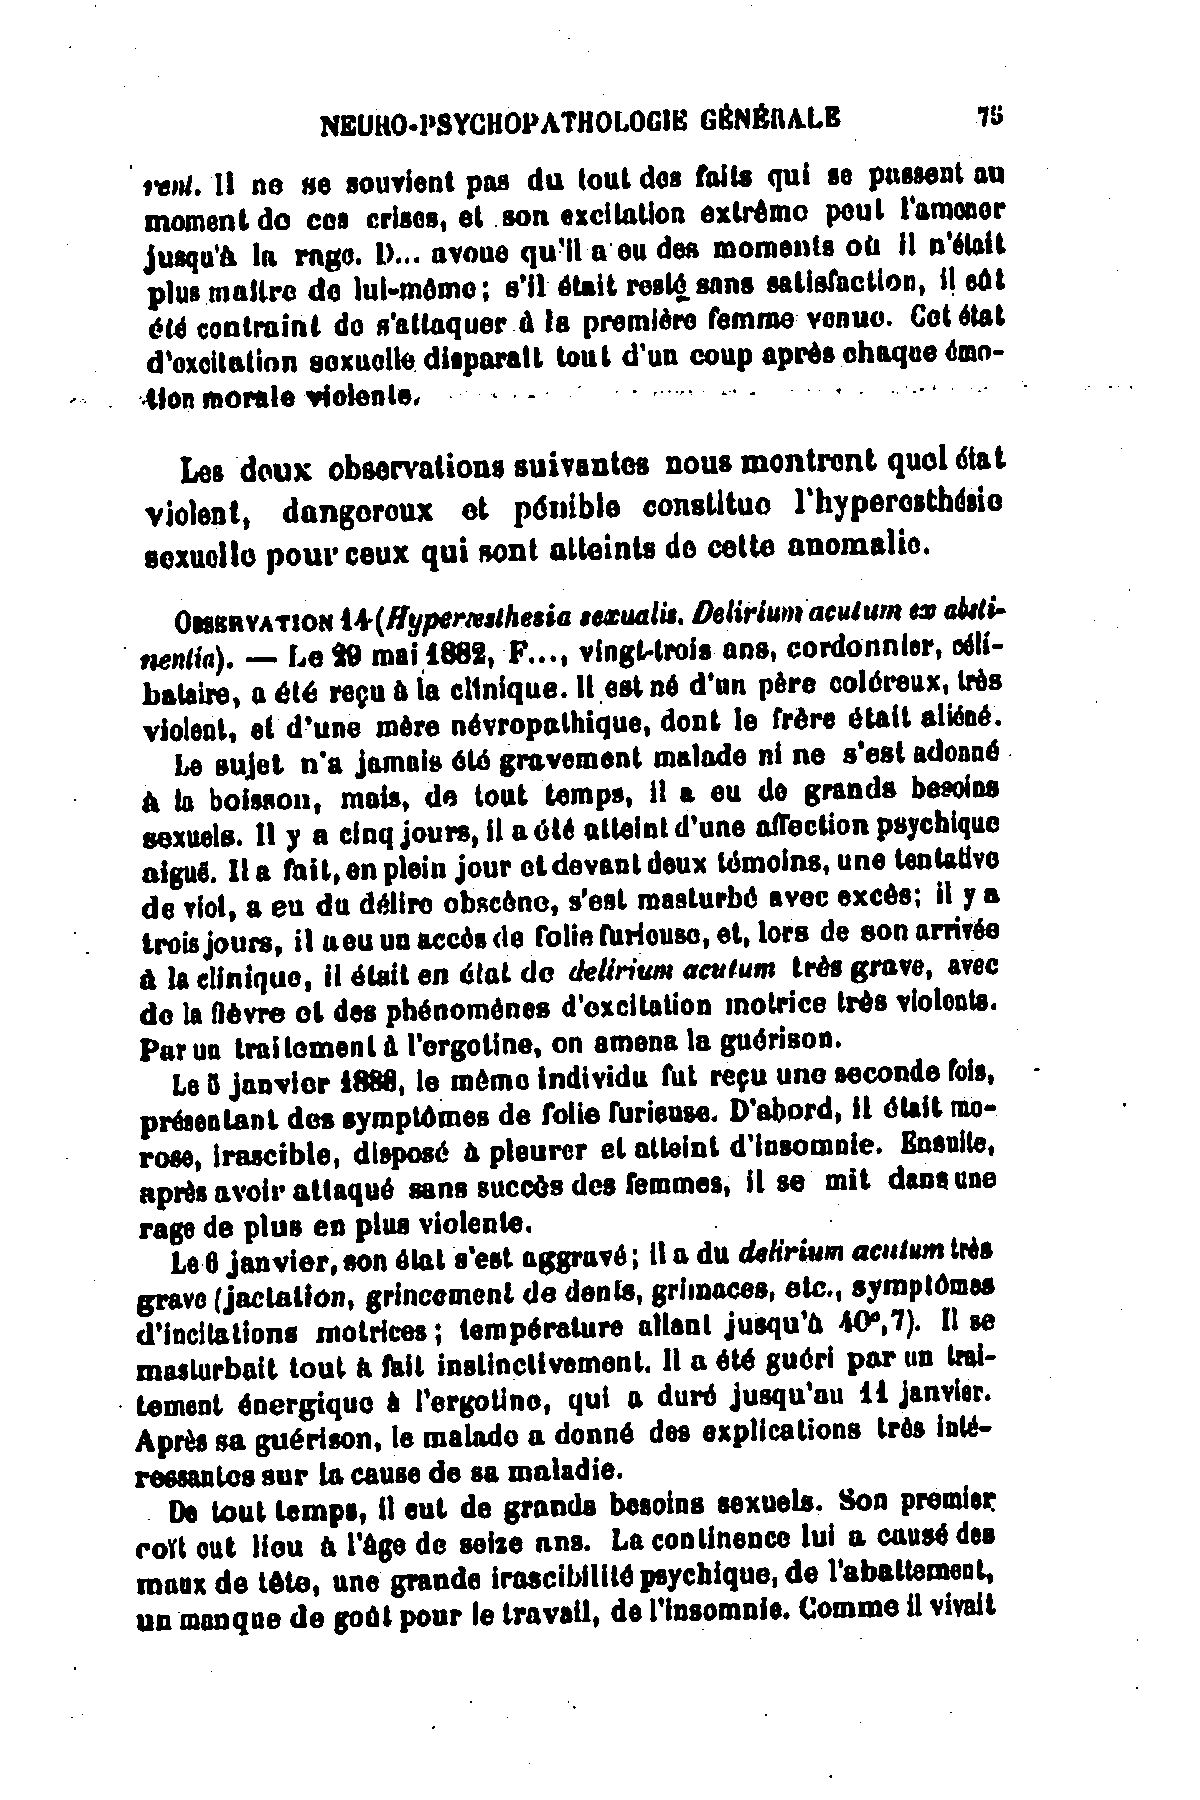 NEURO-PSYCHOPATHOLOGIE GÉNÉRALE 75
rent. Il ne se souvient pas du tout des faits qui se passent au
moment de ces crises, et son excitation extrême peut l'amener
jusqu'à la rage. D... avoue qu'il a eu des moments où il n'était
plus maître de lui-même; s'il était resté sans satisfaction, il eût
été contraint de s'attaquer à la première femme venue. Cet état
d'excitation sexuelle disparaît tout d'un coup après chaque émo-
tion morale violente.
Les deux observations suivantes nous montrent quel état
violent, dangereux et pénible constitue l'hyperesthésie
sexuelle pour ceux qui sont atteints de cette anomalie.
OBSERVATION 14 (Hyperæsthesia sexualis. Delirium acutum ex absti-
nentia). — Le 29 mai 1882, F..., vingt-trois ans, cordonnier, céli-
bataire, a été reçu à la clinique. Il est né d'un père coléreux, très
violent, et d'une mère névropathique, dont le frère était aliéné.
Le sujet n'a jamais été gravement malade ni ne s'est adonné
à la boisson, mais, de tout temps, il a eu de grands besoins
sexuels. Il y a cinq jours, il a été atteint d'une affection psychique
aiguë. Il a fait, en plein jour et devant deux témoins, une tentative
de viol, a eu du délire obscène, s'est masturbé avec excès; il y a
trois jours, il a eu un accès de folie furieuse, et, lors de son arrivée
à la clinique, il était en état de delirium acutum très grave, avec
de la fièvre et des phénomènes d'excitation motrice très violents.
Par un traitement à l'ergotine, on amena la guérison.
Le 5 janvier 1888, le même individu fut reçu une seconde fois,
présentant des symptômes de folie furieuse. D'abord, il était mo-
rose, irascible, disposé à pleurer et atteint d'insomnie. Ensuite,
après avoir attaqué sans succès des femmes, il se mit dans une
rage de plus en plus violente.
Le 6 janvier, son état s'est aggravé; il a du delirium acutum très
grave (jactation, grincement de dents, grimaces, etc., symptômes
d'incitations motrices; température allant jusqu'à 40°,7). Il se
masturbait tout à fait instinctivement. Il a été guéri par un trai-
tement énergique à l'ergotine, qui a duré jusqu'au 11 janvier.
Après sa guérison, le malade a donné des explications très inté-
ressantes sur la cause de sa maladie.
De tout temps, il eut de grands besoins sexuels. Son premier
coït eut lieu à l'âge de seize ans. La continence lui a causé des
maux de tête, une grande irascibilité psychique, de l'abattement,
un manque de goût pour le travail, de l'insomnie. Comme il vivait